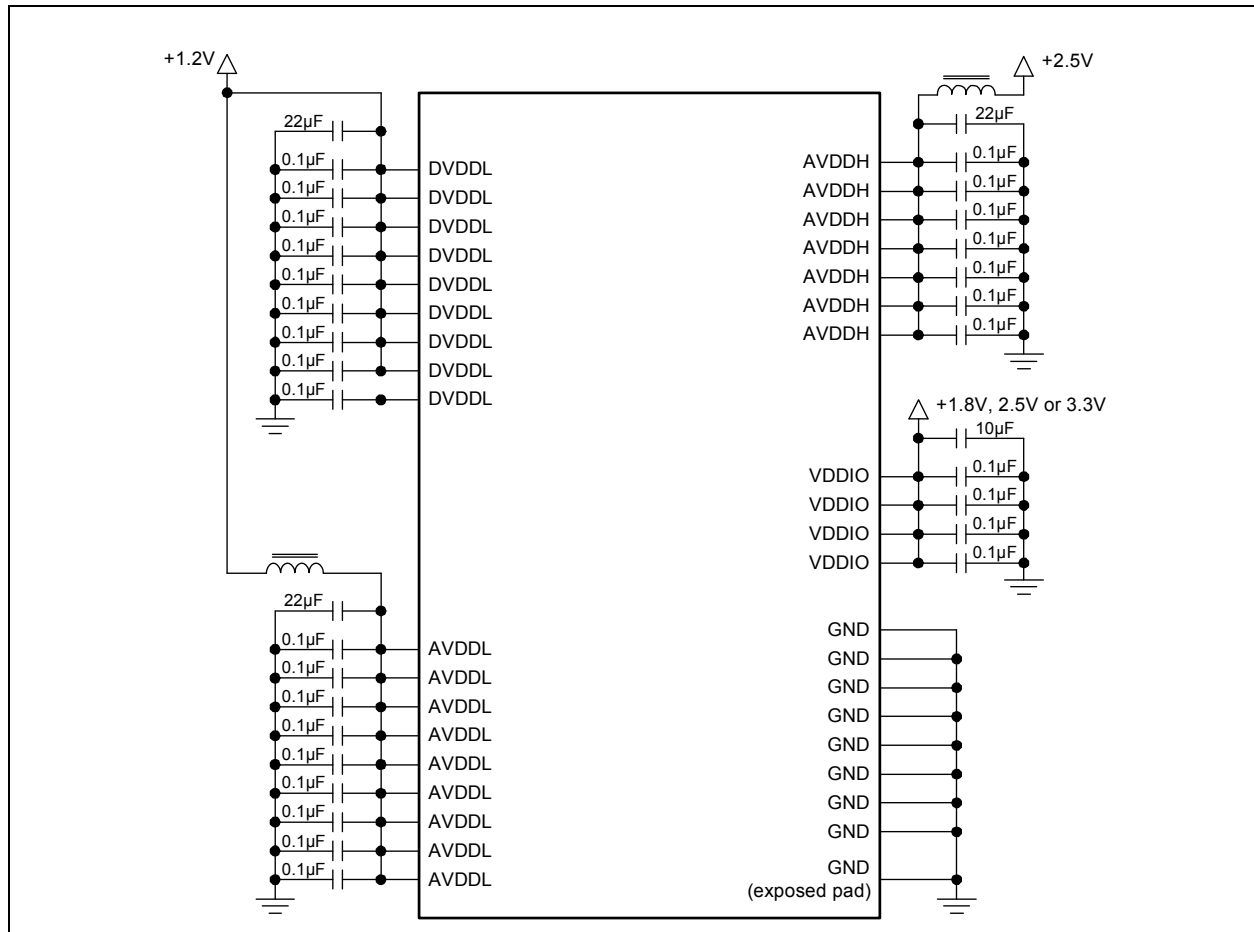 +1.2V
22µF
0.1µF
DVDDL
0.1µF
DVDDL
0.1µF
DVDDL
0.1µF
DVDDL
0.1µF
DVDDL
0.1µF
DVDDL
0.1µF
DVDDL
0.1µF
DVDDL
0.1µF
DVDDL
22µF
0.1µF
AVDDL
0.1µF
AVDDL
0.1µF
AVDDL
0.1µF
AVDDL
0.1µF
AVDDL
0.1µF
AVDDL
0.1µF
AVDDL
0.1µF
AVDDL
0.1µF
AVDDL
+2.5V
22µF
AVDDH
0.1µF
AVDDH
0.1µF
AVDDH
0.1µF
AVDDH
0.1µF
AVDDH
0.1µF
AVDDH
0.1µF
AVDDH
0.1µF
+1.8V, 2.5V or 3.3V
10µF
VDDIO
0.1µF
VDDIO
0.1µF
VDDIO
0.1µF
VDDIO
0.1µF
GND
GND
GND
GND
GND
GND
GND
GND
GND
(exposed pad)